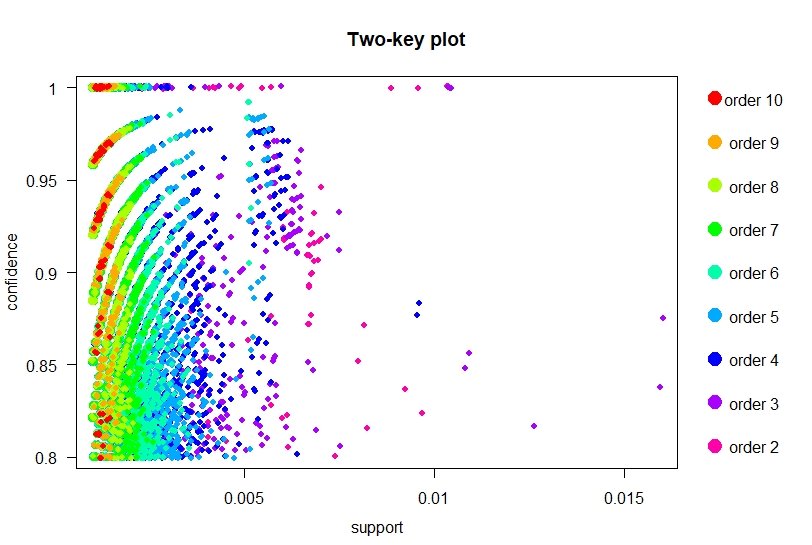 Two-key plot
1
0.95
0.9
0.85
0.8
confidence
0.005
0.01
0.015
support
order 10
order 9
order 8
order 7
order 6
order 5
order 4
order 3
order 2